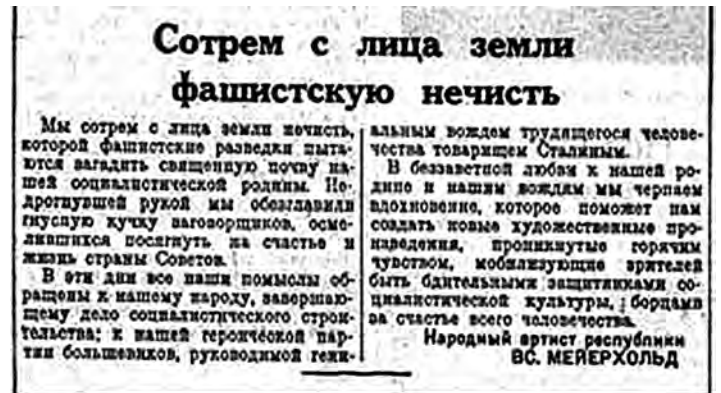 Сотрем с лица земли
фашистскую нечисть
Мы сотрем с лица земли нечисть,
которой фашистские разведки пыта-
ются загадить священную почву на-
шей социалистической родины. Не-
дрогнувшей рукой мы обезглавили
гнусную кучку заговорщиков, осме-
лившихся посягнуть на счастье и
жизнь страны Советов.
В эти дни все наши помыслы об-
ращены к нашему народу, завершаю-
щему дело социалистического строи-
тельства; к нашей героической пар-
тии большевиков, руководимой гени-
альным вождем трудящегося челове-
чества товарищем Сталиным.
В беззаветной любви к нашей ро-
дине и нашим вождям мы черпаем
вдохновение, которое поможет нам
создать новые художественные про-
изведения, проникнутые горячим
чувством, мобилизующие зрителей
быть бдительными защитниками со-
циалистической культуры, борцами
за счастье всего человечества.
Народный артист республики
ВС. МЕЙЕРХОЛЬД